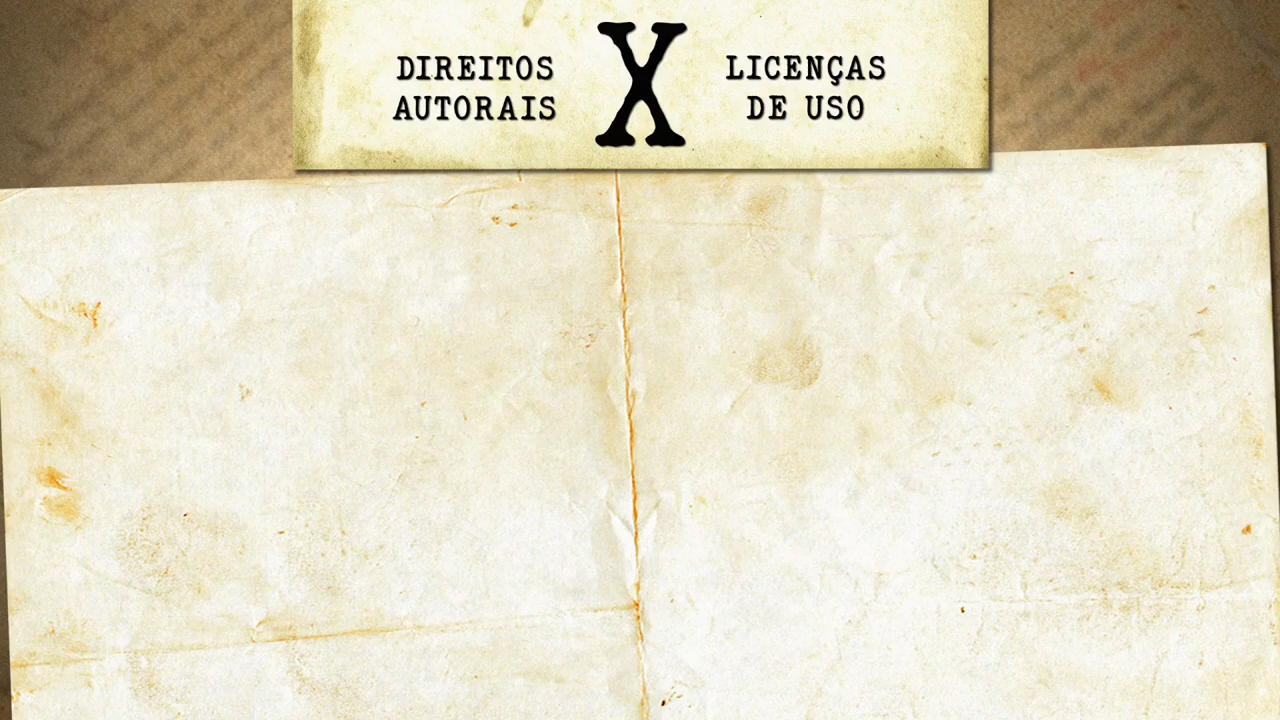 DIREITOS
AUTORAIS
X
LICENÇAS
DE USO